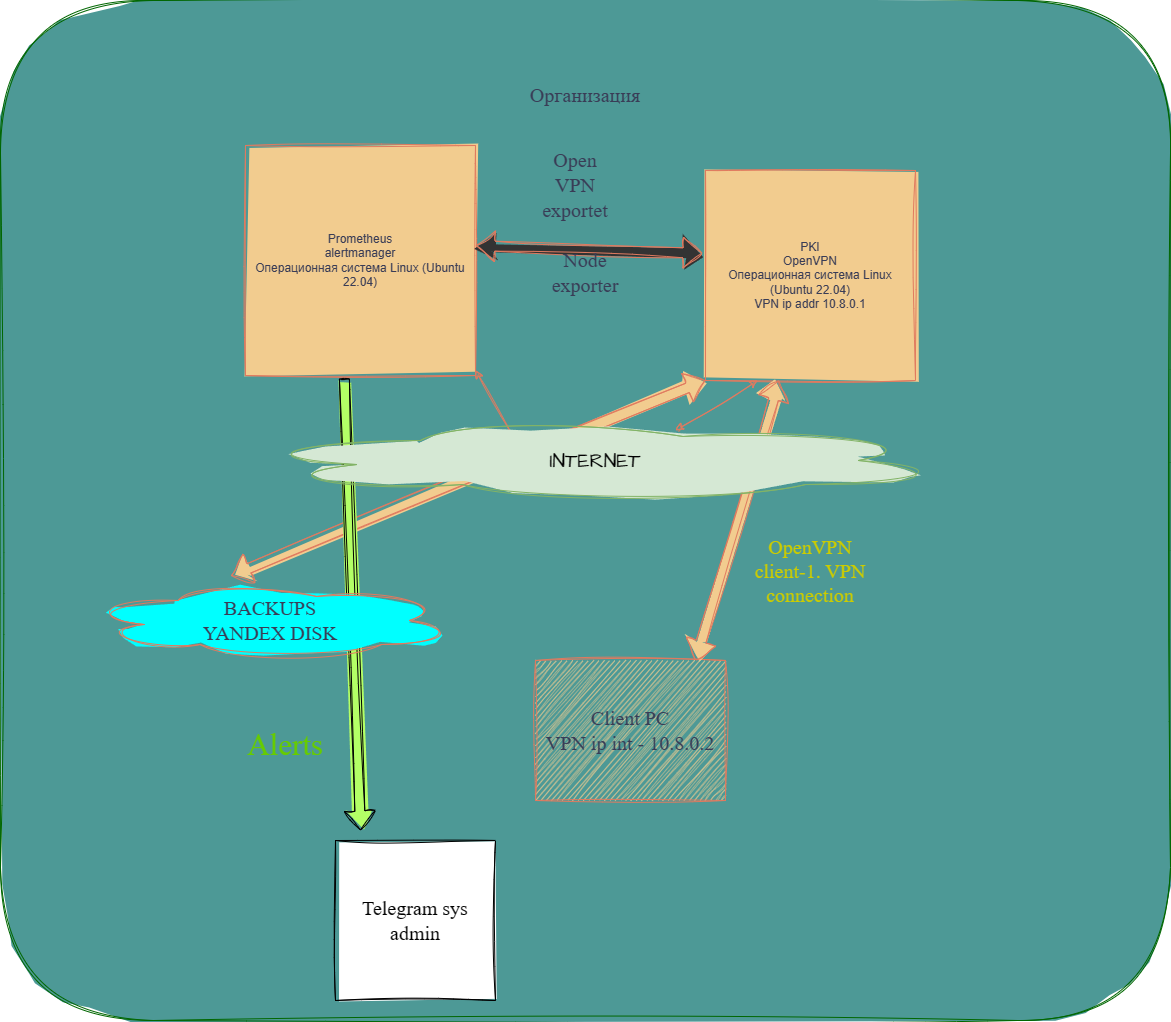 Организация
Open
VPN
exportet
Node
exporter
Prometheus
alertmanager
Операционная система Linux (Ubuntu
22.04)
PKI
OpenVPN
Операционная система Linux
(Ubuntu 22.04)
VPN ip addr 10.8.0.1
INTERNET
OpenVPN
client-1. VPN
connection
BACKUPS
YANDEX DISK
Client PC
VPN ip int - 10.8.0.2
Alerts
Telegram sys
admin